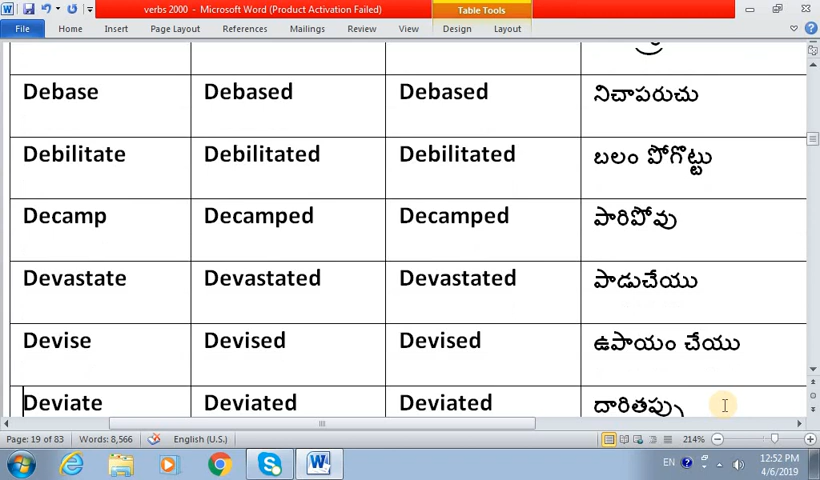 verbs 2000 - Microsoft Word (Product Activation Failed)
Table Tools
File Home Insert Page Layout References Mailings Review View Design Layout
Debase Debased Debased నిచాపరుచు
Debilitate Debilitated Debilitated బలం పోగొట్టు
Decamp Decamped Decamped పారిపోవు
Devastate Devastated Devastated పాడుచేయు
Devise Devised Devised ఉపాయం చేయు
Deviate Deviated Deviated దారితప్పు
Page: 19 of 83 Words: 8,566 English (U.S.) 214%
EN 12:52 PM
4/6/2019